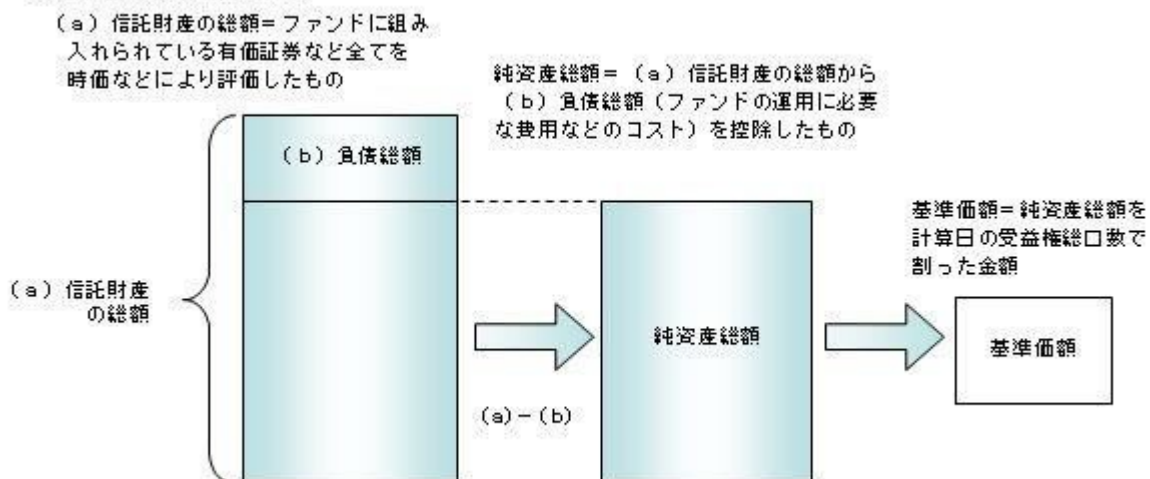 (a)信託財産の総額=ファンドに組み
入れられている有価証券など全てを
時価などにより評価したもの
純資産総額=(a)信託財産の総額から
(b)負債総額(ファンドの運用に必要
な費用などのコスト)を控除したもの
(b)負債総額
基準価額=純資産総額を
計算日の受益権総口数で
割った金額
(a)信託財産
の総額
純資産総額
基準価額
(a)-(b)